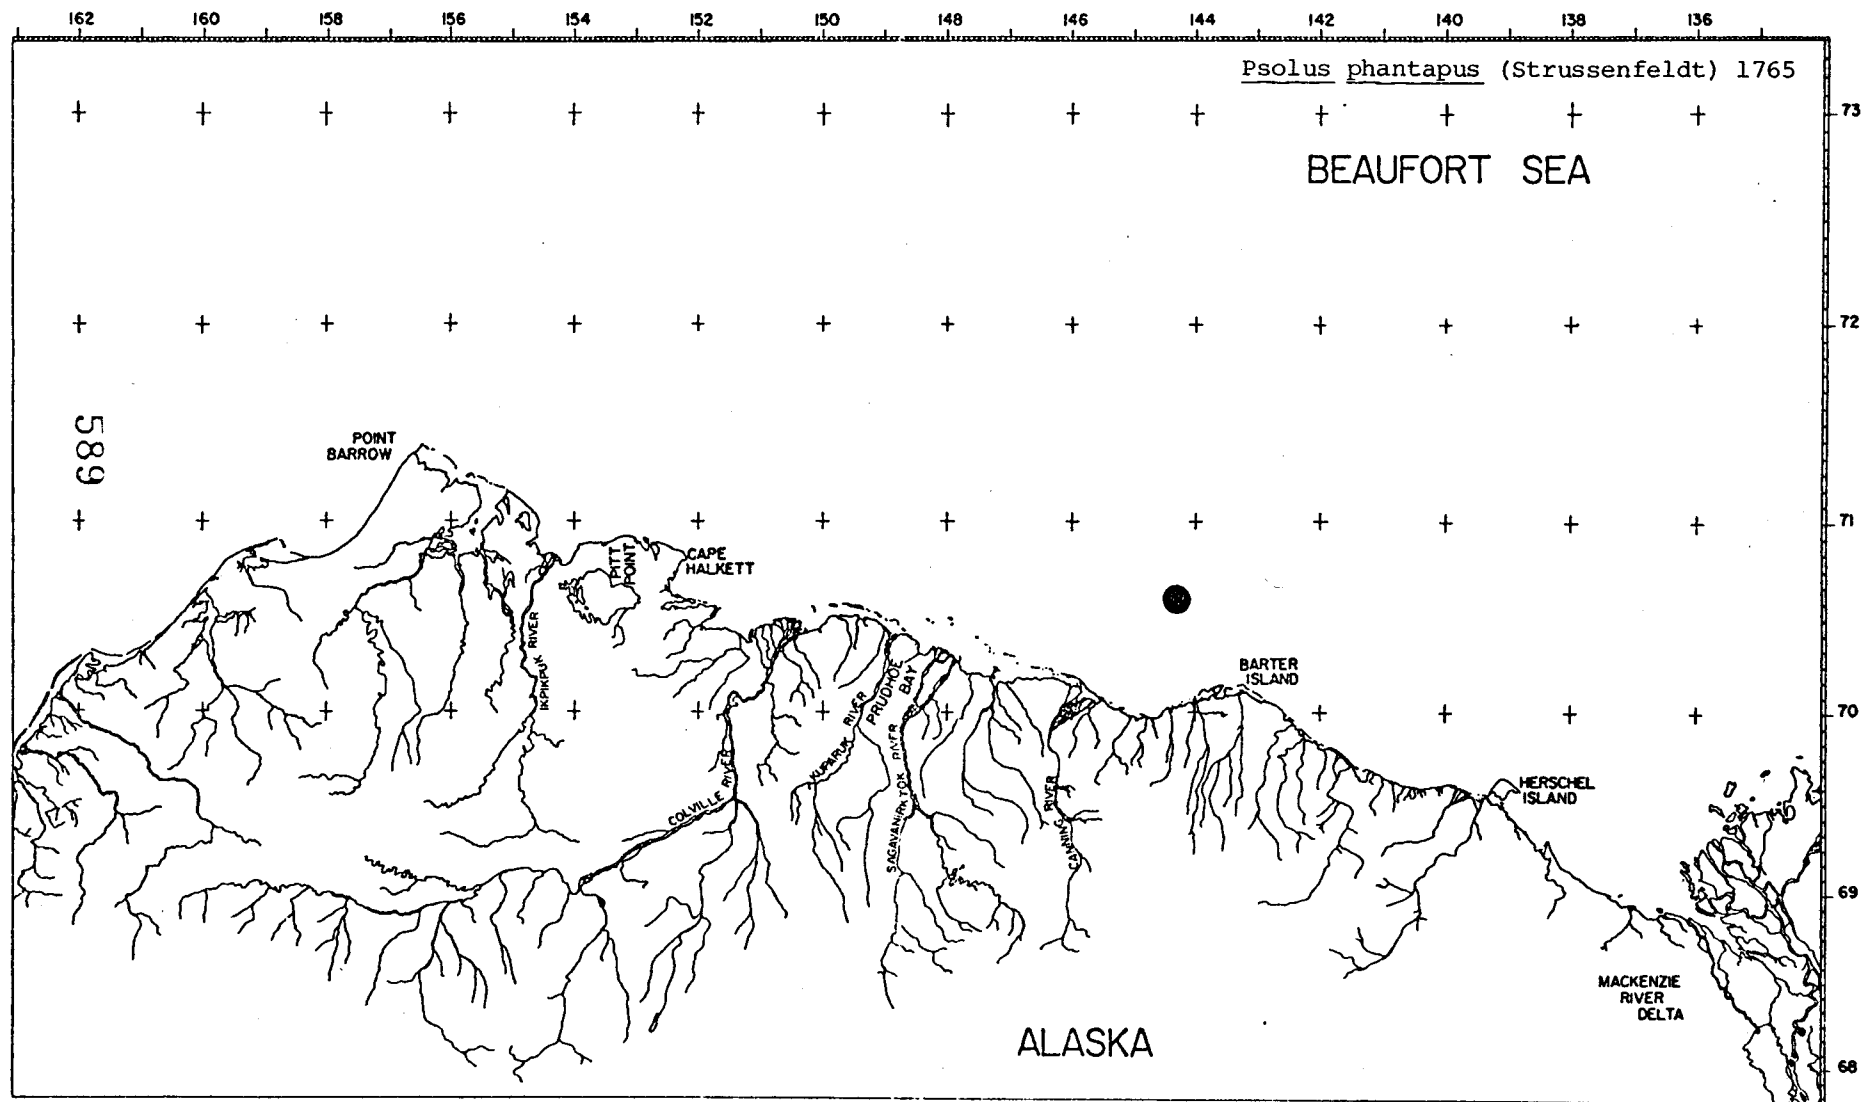 162 160 158 156 154 152 150 148 146 144 142 140 138 136
Psolus phantapus (Strussenfeldt) 1765
73
BEAUFORT SEA
72
589
POINT
BARROW
71
PITT
POINT
CAPE
HALKETT
IKPIKPUK RIVER
BARTER
ISLAND
PRUDHOE
BAY
70
KUPARUK RIVER
COLVILLE RIVER
SAGAVANIRKTOK RIVER
CANNING RIVER
HERSCHEL
ISLAND
69
MACKENZIE
RIVER
DELTA
ALASKA
68